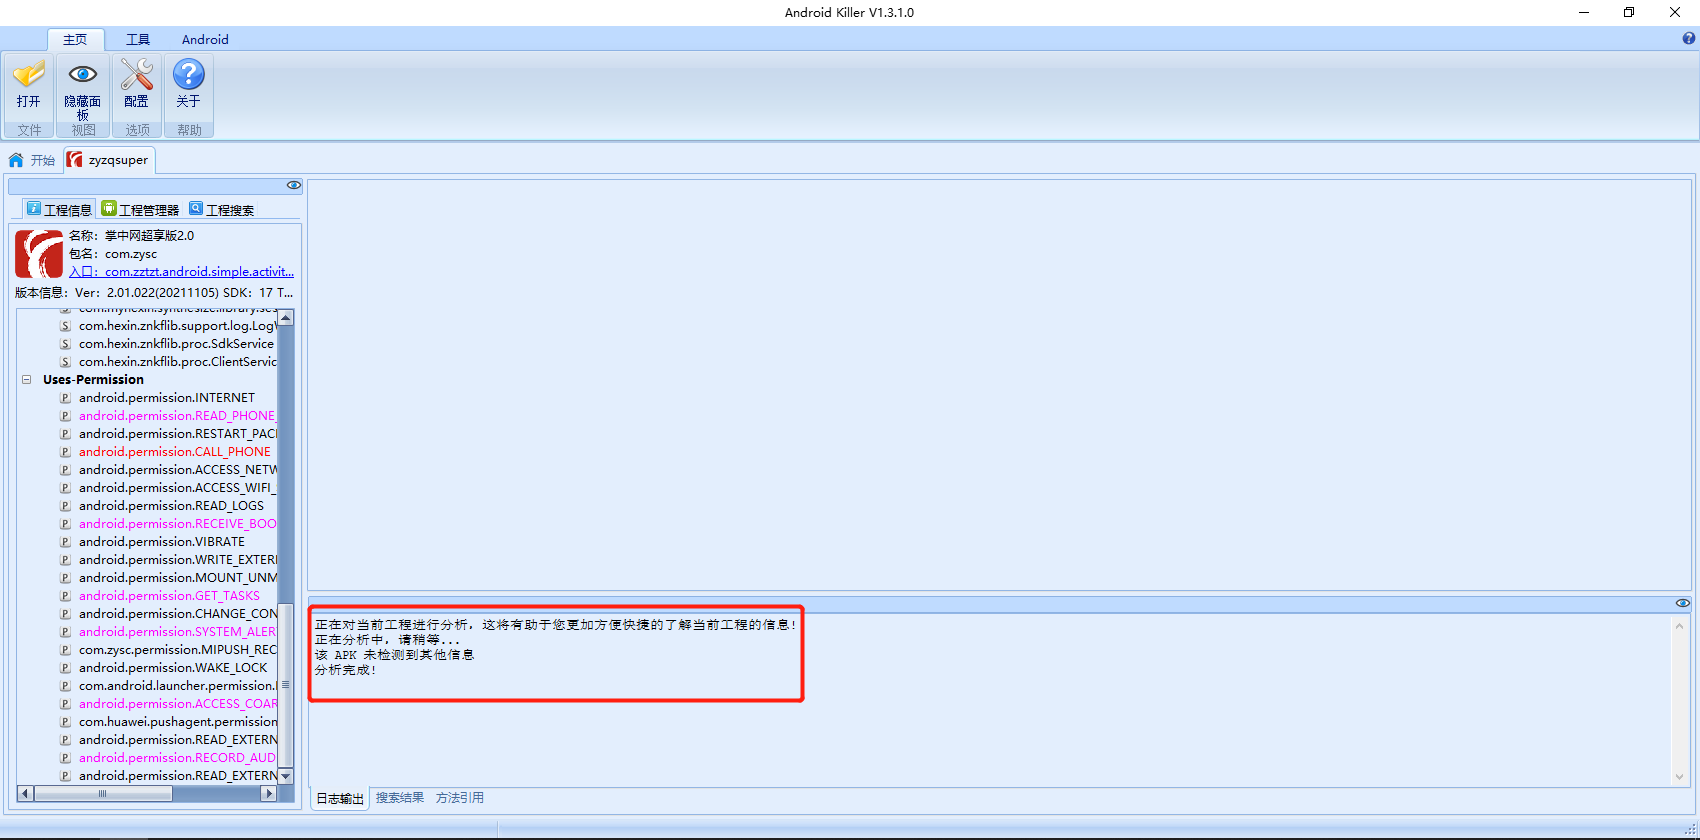 Android Killer V1.3.1.0
主页 工具 Android
打开 隐藏面板 配置 关于
文件 视图 选项 帮助
开始 zyzqsuper
工程信息 工程管理器 工程搜索
名称：掌中网超享版2.0
包名：com.zysc
入口：com.zztzt.android.simple.activit...
版本信息：Ver：2.01.022(20211105) SDK：17 T...
com.myhexin.synthesize.library.ses
com.hexin.znkflib.support.log.LogW
com.hexin.znkflib.proc.SdkService
com.hexin.znkflib.proc.ClientServic
Uses-Permission
android.permission.INTERNET
android.permission.READ_PHONE_
android.permission.RESTART_PACK
android.permission.CALL_PHONE
android.permission.ACCESS_NETW
android.permission.ACCESS_WIFI_
android.permission.READ_LOGS
android.permission.RECEIVE_BOO
android.permission.VIBRATE
android.permission.WRITE_EXTERI
android.permission.MOUNT_UNM
android.permission.GET_TASKS
android.permission.CHANGE_CON
android.permission.SYSTEM_ALER
com.zysc.permission.MIPUSH_REC
android.permission.WAKE_LOCK
com.android.launcher.permission.
android.permission.ACCESS_COAR
com.huawei.pushagent.permission
android.permission.READ_EXTERN
android.permission.RECORD_AUD
android.permission.READ_EXTERN
正在对当前工程进行分析，这将有助于您更加方便快捷的了解当前工程的信息！
正在分析中，请稍等...
该 APK 未检测到其他信息
分析完成！
日志输出 搜索结果 方法引用